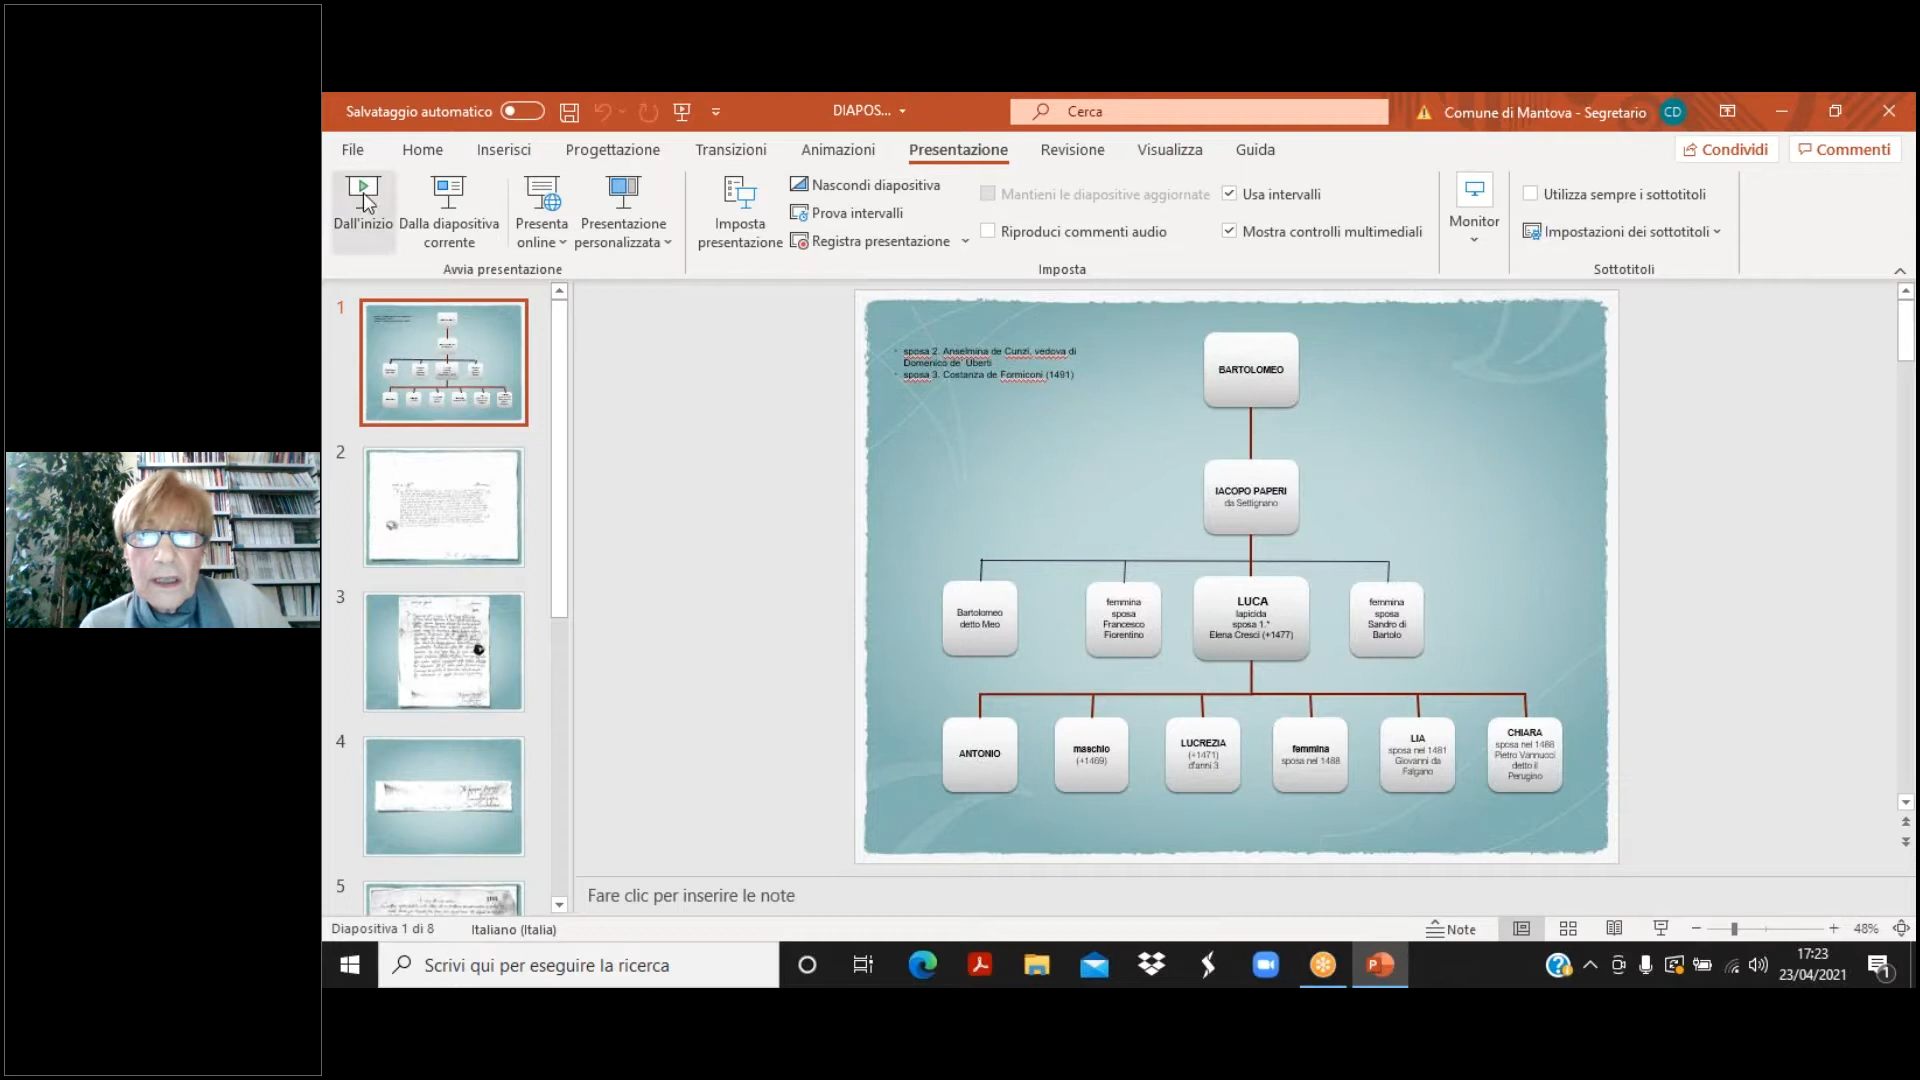 Salvataggio automatico
DIAPOS...
Cerca
Comune di Mantova - Segretario
CD
File
Home
Inserisci
Progettazione
Transizioni
Animazioni
Presentazione
Revisione
Visualizza
Guida
Condividi
Commenti
Dall'inizio
Dalla diapositiva
corrente
Presenta
online
Presentazione
personalizzata
Avvia presentazione
Imposta
presentazione
Nascondi diapositiva
Prova intervalli
Registra presentazione
Mantieni le diapositive aggiornate
Riproduci commenti audio
Usa intervalli
Mostra controlli multimediali
Imposta
Monitor
Utilizza sempre i sottotitoli
Impostazioni dei sottotitoli
Sottotitoli
1
2
3
4
5
sposa 2. Anselmina de Cunzi, vedova di
Domenico de' Uberti
sposa 3. Costanza de Formiconi (1491)
BARTOLOMEO
IACOPO PAPERI
da Settignano
Bartolomeo
detto Meo
femmina
sposa
Francesco
Fiorentino
LUCA
lapicida
sposa 1.*
Elena Cresci (+1477)
femmina
sposa
Sandro di
Bartolo
ANTONIO
maschio
(+1469)
LUCREZIA
(+1471)
d'anni 3
femmina
sposa nel 1488
LIA
sposa nel 1481
Giovanni da
Falgano
CHIARA
sposa nel 1488
Pietro Vannucci
detto il
Perugino
Fare clic per inserire le note
Diapositiva 1 di 8
Italiano (Italia)
Note
48%
Scrivi qui per eseguire la ricerca
17:23
23/04/2021
1